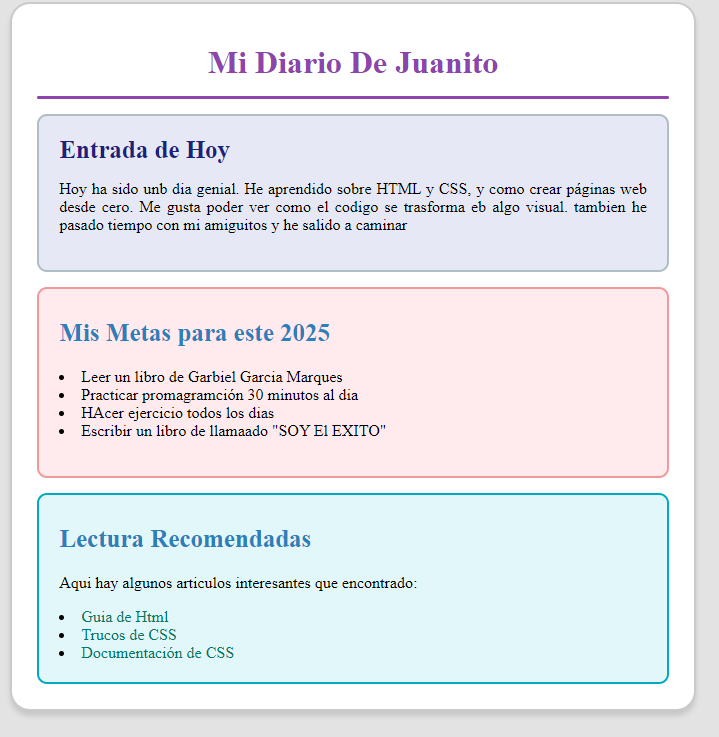 Mi Diario De Juanito
Entrada de Hoy
Hoy ha sido unb dia genial. He aprendido sobre HTML y CSS, y como crear páginas web
desde cero. Me gusta poder ver como el codigo se trasforma eb algo visual. tambien he
pasado tiempo con mi amiguitos y he salido a caminar
Mis Metas para este 2025
Leer un libro de Garbiel Garcia Marques
Practicar promagramción 30 minutos al dia
HAcer ejercicio todos los dias
Escribir un libro de llamaado "SOY El EXITO"
Lectura Recomendadas
Aqui hay algunos articulos interesantes que encontrado:
Guia de Html
Trucos de CSS
Documentación de CSS